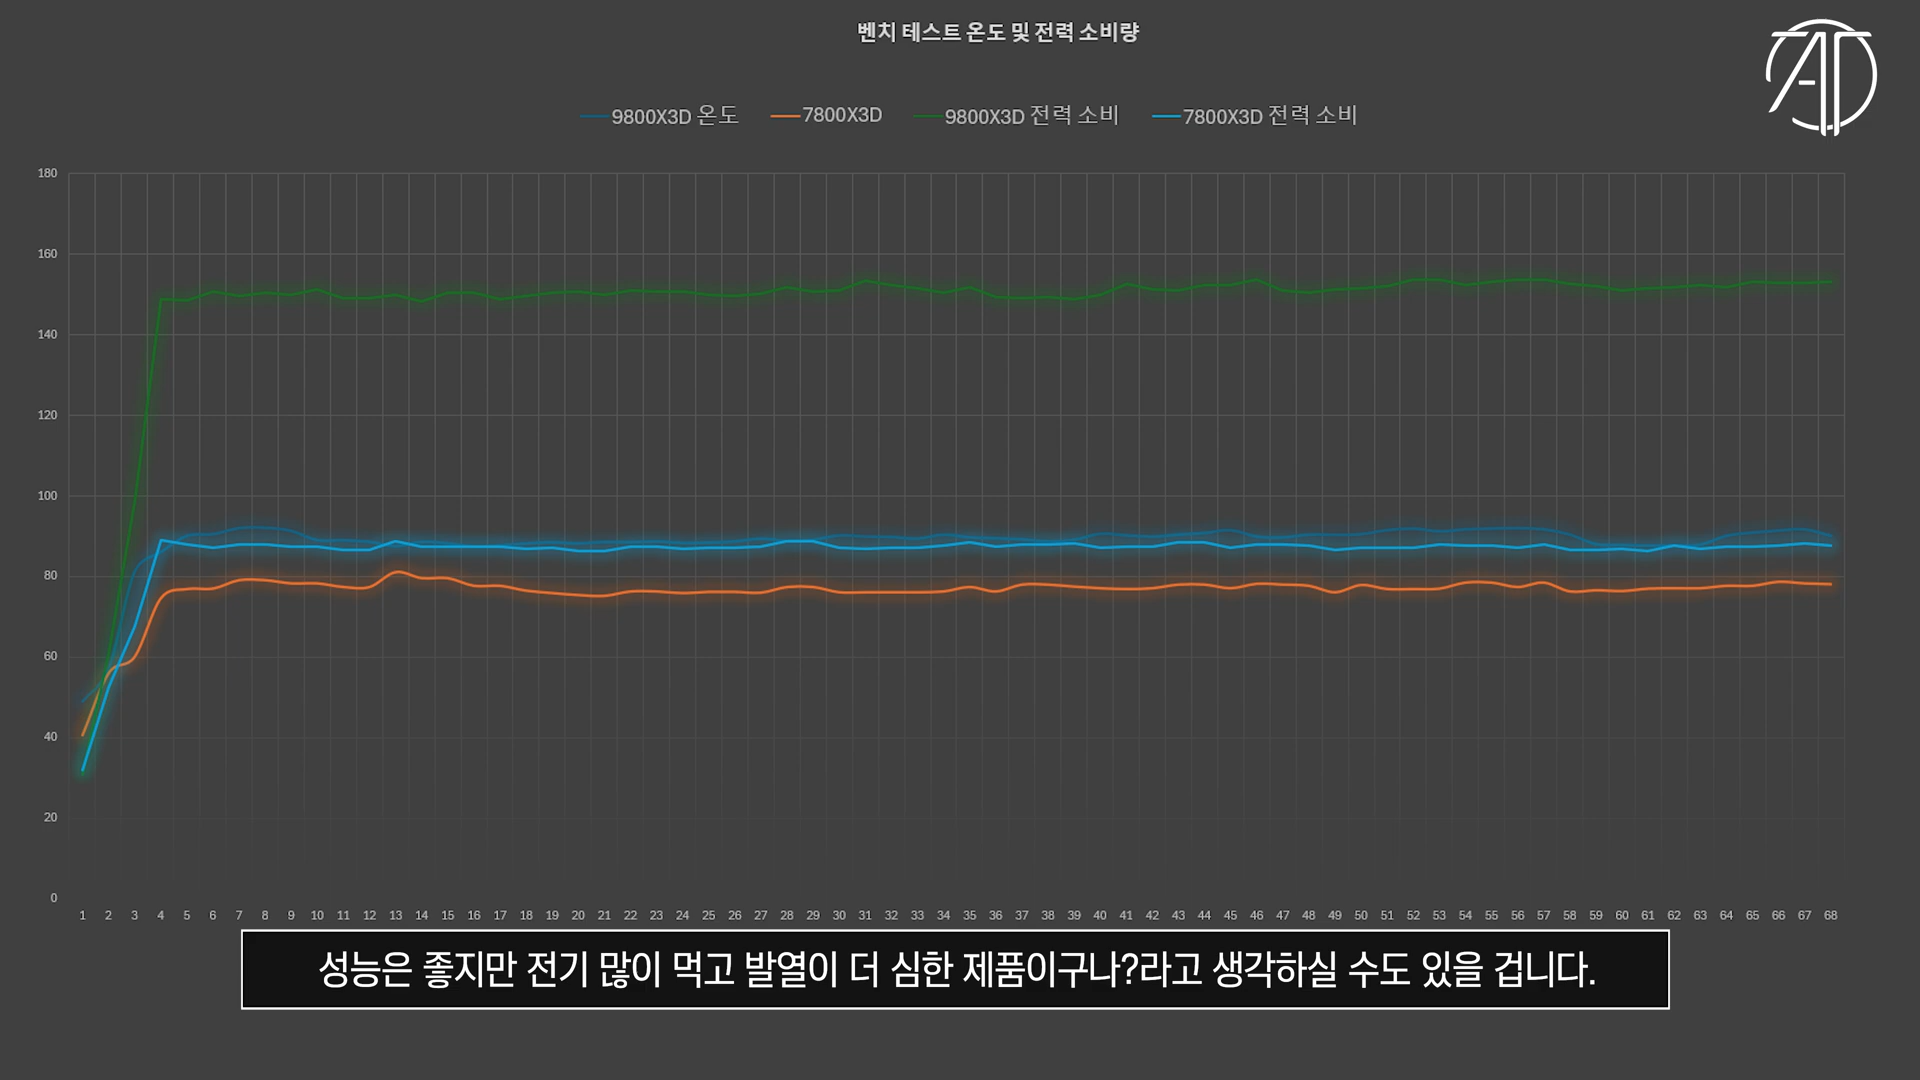 벤치 테스트 온도 및 전력 소비량
9800X3D 온도 7800X3D 9800X3D 전력 소비 7800X3D 전력 소비
180
160
140
120
100
80
60
40
20
0
1 2 3 4 5 6 7 8 9 10 11 12 13 14 15 16 17 18 19 20 21 22 23 24 25 26 27 28 29 30 31 32 33 34 35 36 37 38 39 40 41 42 43 44 45 46 47 48 49 50 51 52 53 54 55 56 57 58 59 60 61 62 63 64 65 66 67 68
성능은 좋지만 전기 많이 먹고 발열이 더 심한 제품이구나?라고 생각하실 수도 있을 겁니다.